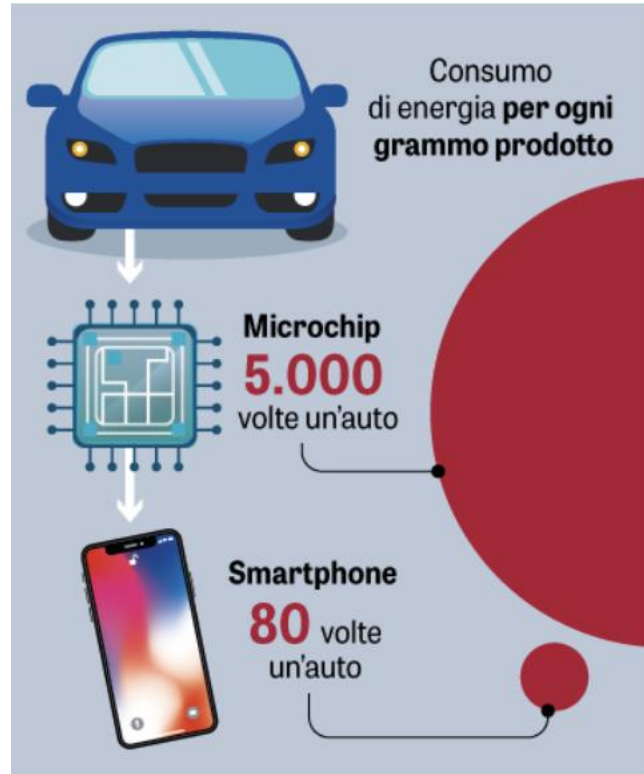 Consumo
di energia per ogni
grammo prodotto
Microchip
5.000
volte un'auto
Smartphone
80 volte
un'auto